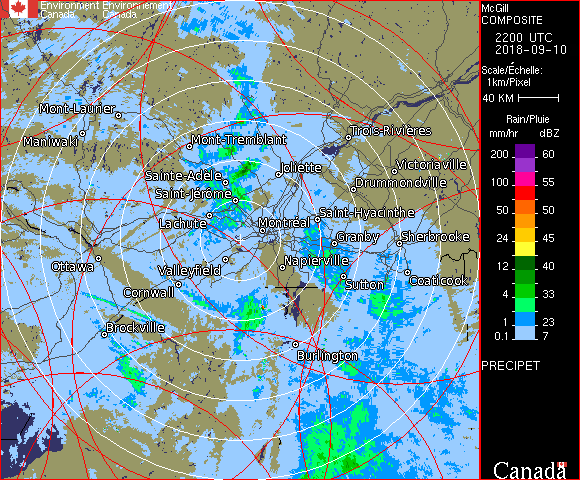 Environment Environnement
Canada Canada
McGill
COMPOSITE
2200 UTC
2018-09-10
Scale/Échelle:
1km/Pixel
40 KM
Rain/Pluie
mm/hr dBZ
200 60
100 55
50 50
24 45
12 40
4 33
1 23
0.1 7
PRECIPET
Canada
Mont-Laurier
Maniwaki
Mont-Tremblant
Trois-Rivières
Sainte-Adèle
Joliette
Victoriaville
Saint-Jérôme
Drummondville
Lachute
Montréal
Saint-Hyacinthe
Granby
Sherbrooke
Ottawa
Valleyfield
Napierville
Cornwall
Sutton
Coaticook
Brockville
Burlington